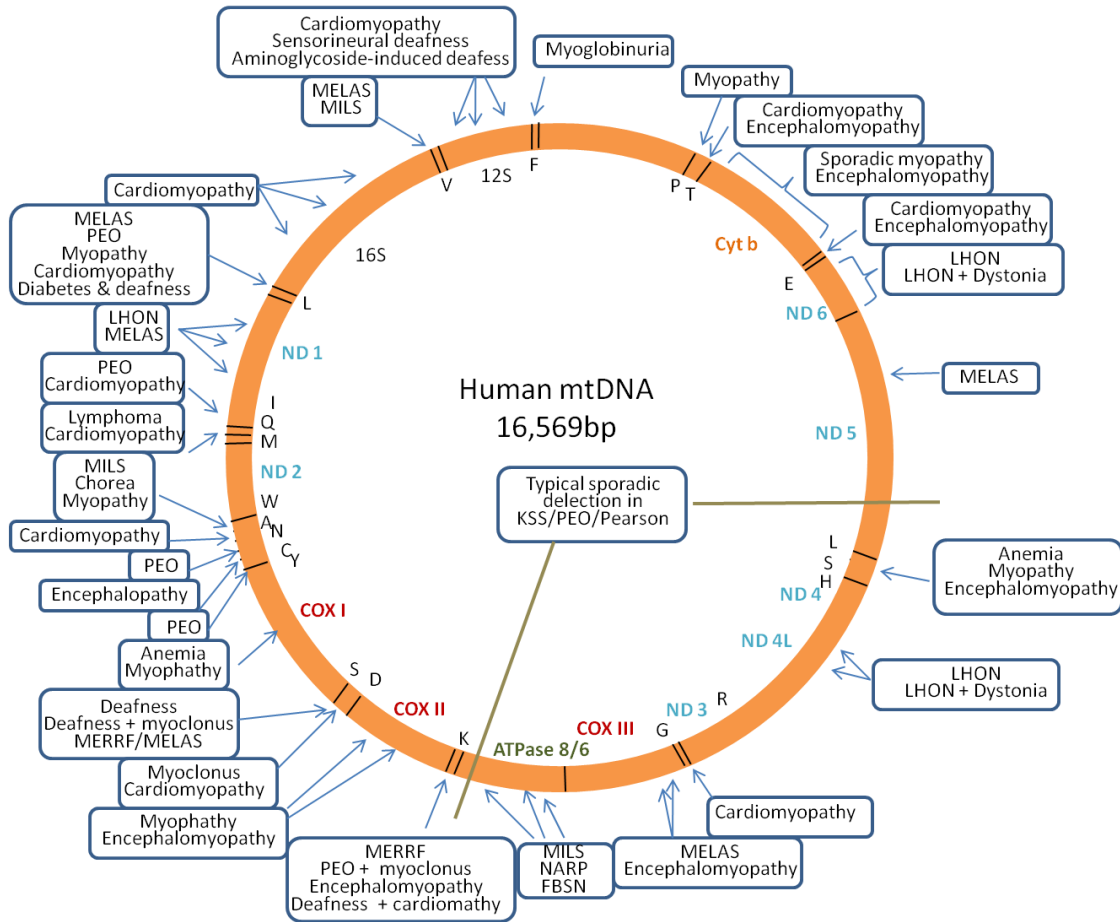 Cardiomyopathy
Sensorineural deafness
Aminoglycoside-induced deafess
Myoglobinuria
MELAS
MILS
Myopathy
Cardiomyopathy
Encephalomyopathy
Sporadic myopathy
Encephalomyopathy
Cardiomyopathy
Encephalomyopathy
LHON
LHON + Dystonia
MELAS
Cardiomyopathy
MELAS
PEO
Myopathy
Cardiomyopathy
Diabetes & deafness
LHON
MELAS
PEO
Cardiomyopathy
Lymphoma
Cardiomyopathy
MILS
Chorea
Myopathy
Cardiomyopathy
PEO
Encephalopathy
PEO
Anemia
Myophathy
Deafness
Deafness + myoclonus
MERRF/MELAS
Myoclonus
Cardiomyopathy
Myophathy
Encephalomyopathy
MERRF
PEO + myoclonus
Encephalomyopathy
Deafness + cardiomathy
MILS
NARP
FBSN
MELAS
Encephalomyopathy
Cardiomyopathy
LHON
LHON + Dystonia
Anemia
Myopathy
Encephalomyopathy
Human mtDNA
16,569bp
Typical sporadic
delection in
KSS/PEO/Pearson
V
12S
F
P
T
Cyt b
E
ND 6
ND 5
L
S
H
ND 4
ND 4L
R
ND 3
G
COX III
ATPase 8/6
K
COX II
D
S
COX I
Y
C
N
A
W
ND 2
M
Q
I
ND 1
L
16S